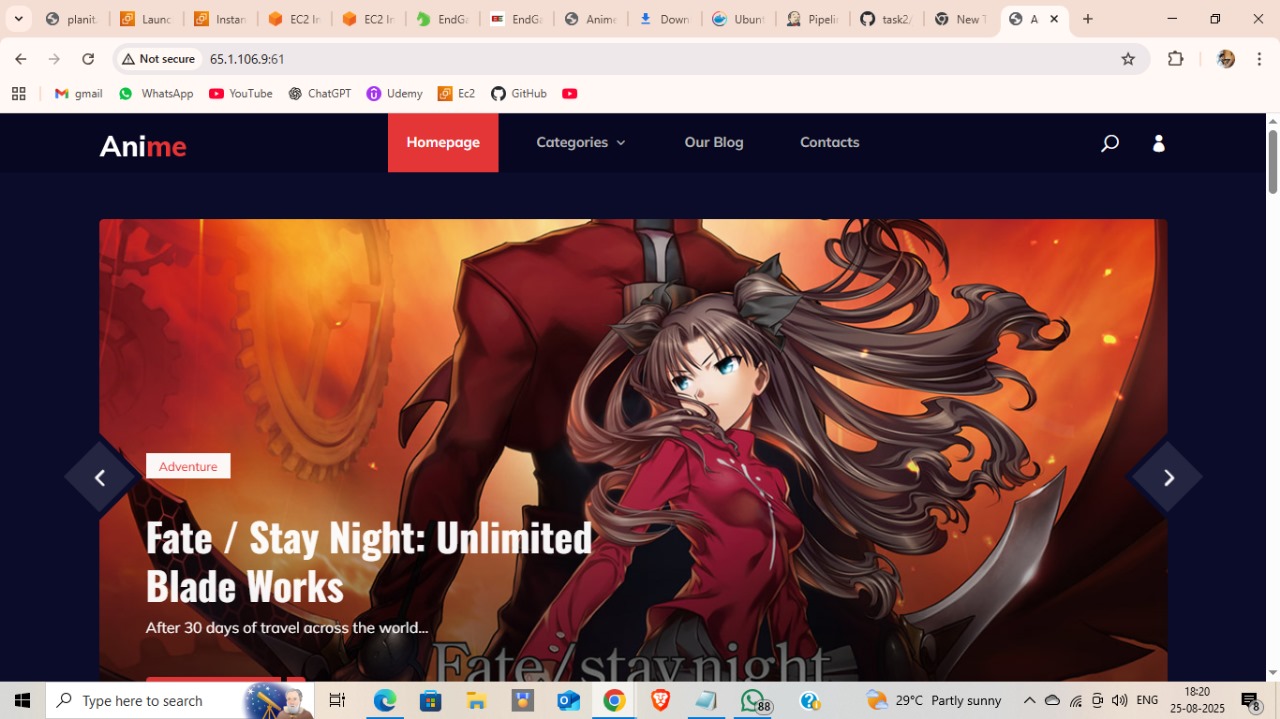 planit.
Launc
Instan
EC2 In
EC2 In
EndGa
EndGa
Anime
Down
Ubunt
Pipelin
task2/
New T
A
Not secure
65.1.106.9:61
gmail
WhatsApp
YouTube
ChatGPT
Udemy
Ec2
GitHub
Anime
Homepage
Categories
Our Blog
Contacts
Adventure
Fate / Stay Night: Unlimited
Blade Works
After 30 days of travel across the world...
Fate/stay night
Type here to search
88
29°C Partly sunny
ENG
18:20
25-08-2025
8